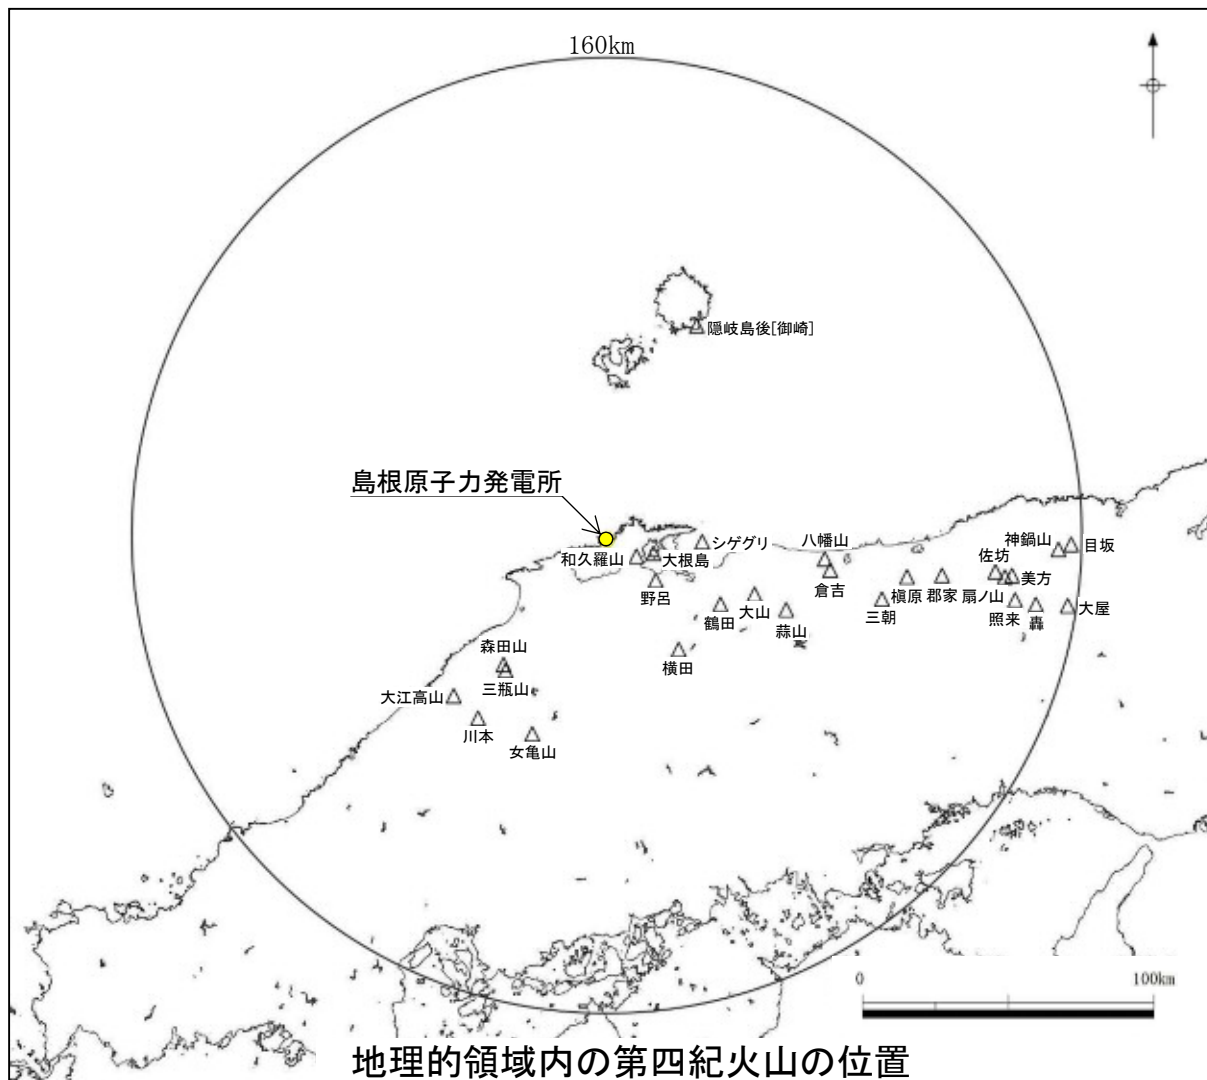 160km
隠岐島後[御崎]
島根原子力発電所
シゲグリ
八幡山
神鍋山
目坂
和久羅山
大根島
佐坊
倉吉
野呂
鶴田
大山
蒜山
三朝
槇原
郡家
扇ノ山
美方
照来
轟
大屋
森田山
横田
三瓶山
大江高山
川本
女亀山
0
100km
地理的領域内の第四紀火山の位置